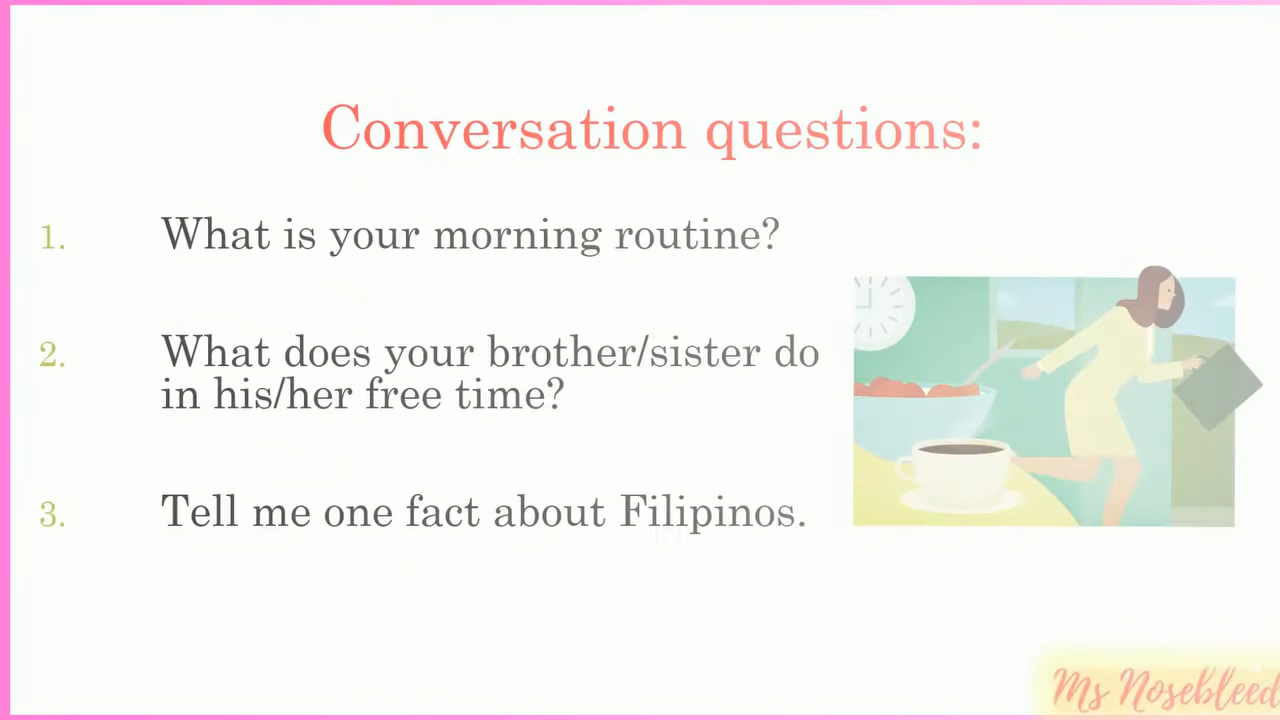 Conversation questions:
1. What is your morning routine?
2. What does your brother/sister do
in his/her free time?
3. Tell me one fact about Filipinos.
Ms Nosebleed